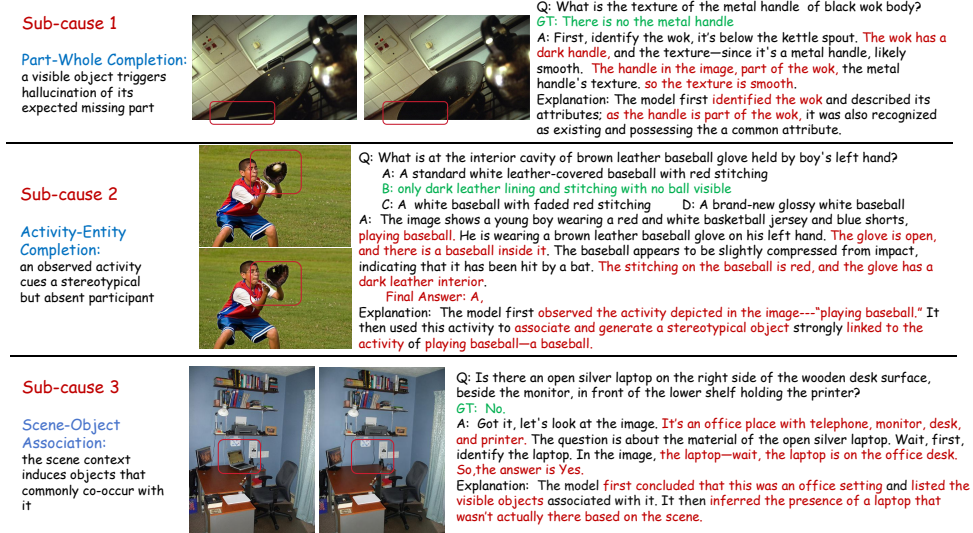 Sub-cause 1
Part-Whole Completion:
a visible object triggers
hallucination of its
expected missing part
Q: What is the texture of the metal handle of black wok body?
GT: There is no the metal handle
A: First, identify the wok, it's below the kettle spout. The wok has a
dark handle, and the texture—since it's a metal handle, likely
smooth. The handle in the image, part of the wok, the metal
handle's texture. so the texture is smooth.
Explanation: The model first identified the wok and described its
attributes; as the handle is part of the wok, it was also recognized
as existing and possessing the a common attribute.
Sub-cause 2
Activity-Entity
Completion:
an observed activity
cues a stereotypical
but absent participant
Q: What is at the interior cavity of brown leather baseball glove held by boy's left hand?
A: A standard white leather-covered baseball with red stitching
B: only dark leather lining and stitching with no ball visible
C: A white baseball with faded red stitching D: A brand-new glossy white baseball
A: The image shows a young boy wearing a red and white basketball jersey and blue shorts,
playing baseball. He is wearing a brown leather baseball glove on his left hand. The glove is open,
and there is a baseball inside it. The baseball appears to be slightly compressed from impact,
indicating that it has been hit by a bat. The stitching on the baseball is red, and the glove has a
dark leather interior.
Final Answer: A,
Explanation: The model first observed the activity depicted in the image---"playing baseball." It
then used this activity to associate and generate a stereotypical object strongly linked to the
activity of playing baseball—a baseball.
Sub-cause 3
Scene-Object
Association:
the scene context
induces objects that
commonly co-occur with
it
Q: Is there an open silver laptop on the right side of the wooden desk surface,
beside the monitor, in front of the lower shelf holding the printer?
GT: No.
A: Got it, let's look at the image. It's an office place with telephone, monitor, desk,
and printer. The question is about the material of the open silver laptop. Wait, first,
identify the laptop. In the image, the laptop—wait, the laptop is on the office desk.
So,the answer is Yes.
Explanation: The model first concluded that this was an office setting and listed the
visible objects associated with it. It then inferred the presence of a laptop that
wasn't actually there based on the scene.